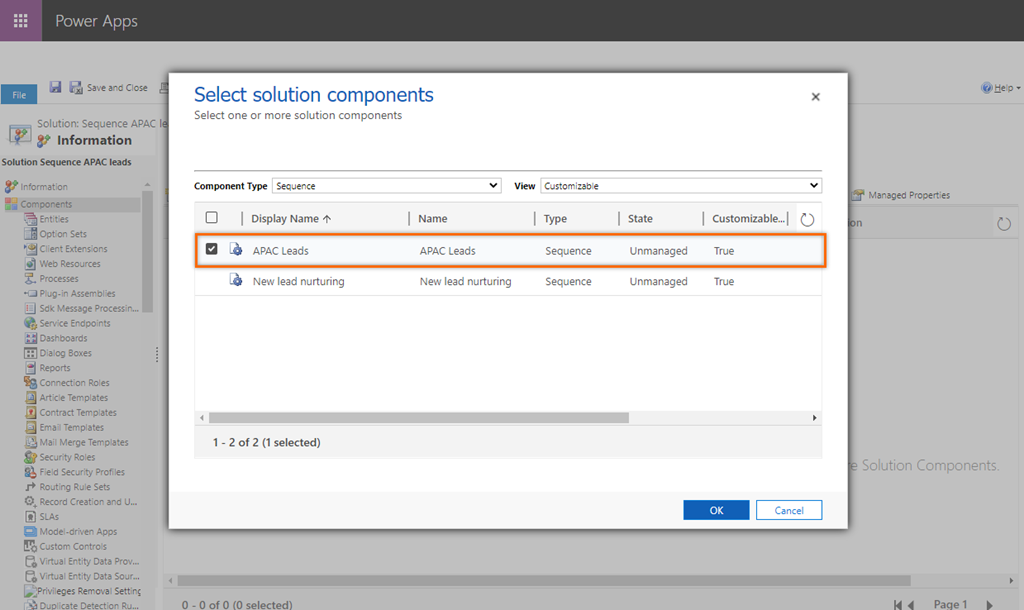 Power Apps
File
Save and Close
Help
Solution: Sequence APAC le
Information
Solution Sequence APAC leads
Information
Components
Entities
Option Sets
Client Extensions
Web Resources
Processes
Plug-in Assemblies
Sdk Message Processin...
Service Endpoints
Dashboards
Dialog Boxes
Reports
Connection Roles
Article Templates
Contract Templates
Email Templates
Mail Merge Templates
Security Roles
Field Security Profiles
Routing Rule Sets
Record Creation and U...
SLAs
Model-driven Apps
Custom Controls
Virtual Entity Data Prov...
Virtual Entity Data Sour...
Privileges Removal Setting
Duplicate Detection Ru...
Select solution components
Select one or more solution components
Component Type Sequence View Customizable
Display Name Name Type State Customizable...
APAC Leads APAC Leads Sequence Unmanaged True
New lead nurturing New lead nurturing Sequence Unmanaged True
1 - 2 of 2 (1 selected)
OK Cancel
Managed Properties
ion
e Solution Components.
0 - 0 of 0 (0 selected)
Page 1